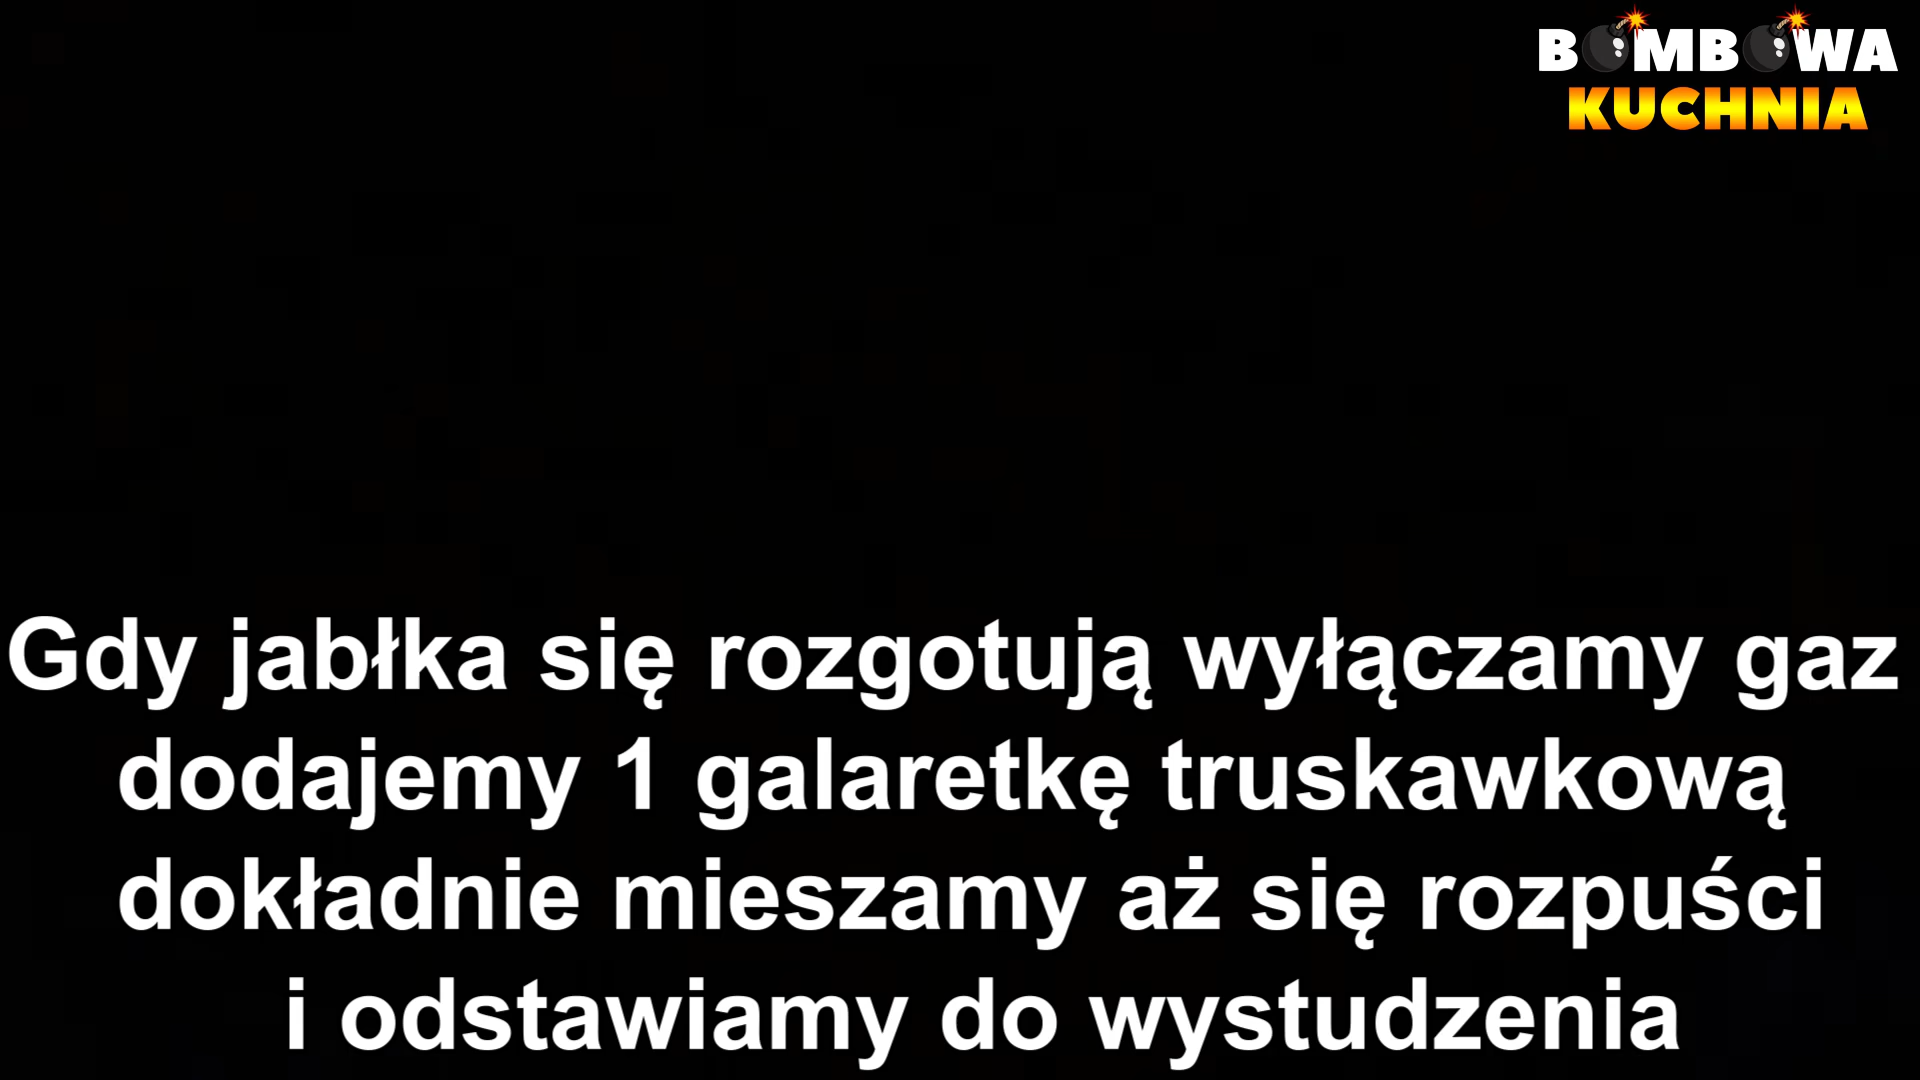 BOMBOWA
KUCHNIA
Gdy jabłka się rozgotują wyłączamy gaz
dodajemy 1 galaretkę truskawkową
dokładnie mieszamy aż się rozpuści
i odstawiamy do wystudzenia